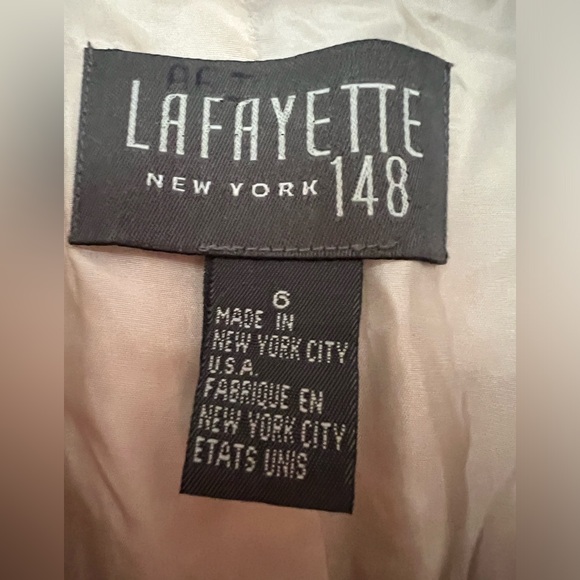 LAFAYETTE
NEW YORK 148
6
MADE IN
NEW YORK CITY
U.S.A.
FABRIQUE EN
NEW YORK CITY
ETATS UNIS